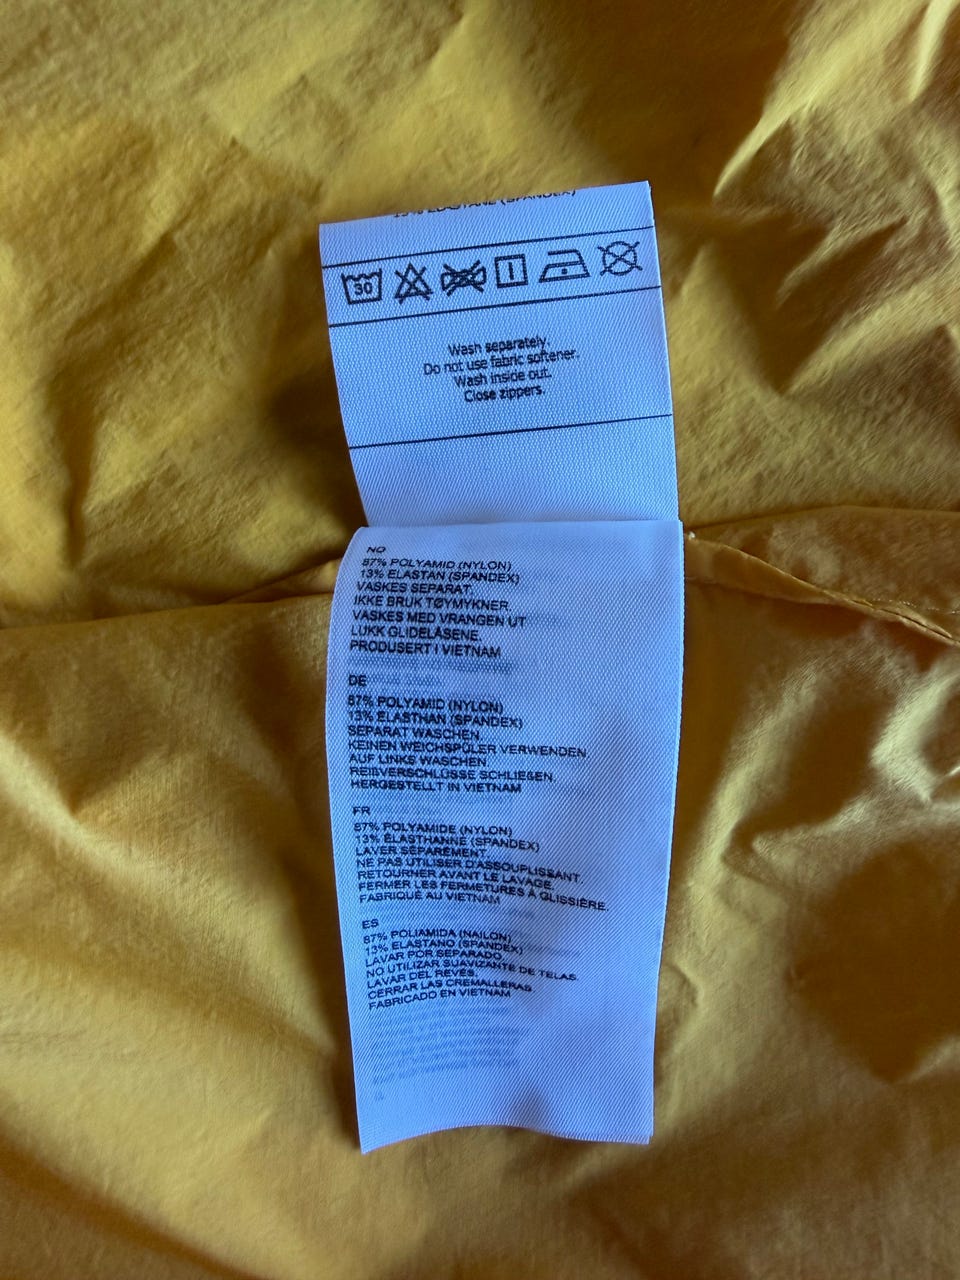 13% ELASTANE (SPANDEX)
30
Wash separately.
Do not use fabric softener.
Wash inside out.
Close zippers.
NO
87% POLYAMID (NYLON)
13% ELASTAN (SPANDEX)
VASKES SEPARAT.
IKKE BRUK TØYMYKNER.
VASKES MED VRANGEN UT
LUKK GLIDELÅSENE.
PRODUSERT I VIETNAM
DE
87% POLYAMID (NYLON)
13% ELASTHAN (SPANDEX)
SEPARAT WASCHEN.
KEINEN WEICHSPÜLER VERWENDEN.
AUF LINKS WASCHEN.
REIßVERSCHLÜSSE SCHLIEßEN.
HERGESTELLT IN VIETNAM
FR
87% POLYAMIDE (NYLON)
13% ÉLASTHANNE (SPANDEX)
LAVER SÉPARÉMENT.
NE PAS UTILISER D'ASSOUPLISSANT.
RETOURNER AVANT LE LAVAGE.
FERMER LES FERMETURES À GLISSIÈRE.
FABRIQUÉ AU VIETNAM
ES
87% POLIAMIDA (NAILON)
13% ELASTANO (SPANDEX)
LAVAR POR SEPARADO.
NO UTILIZAR SUAVIZANTE DE TELAS.
LAVAR DEL REVÉS.
CERRAR LAS CREMALLERAS.
FABRICADO EN VIETNAM